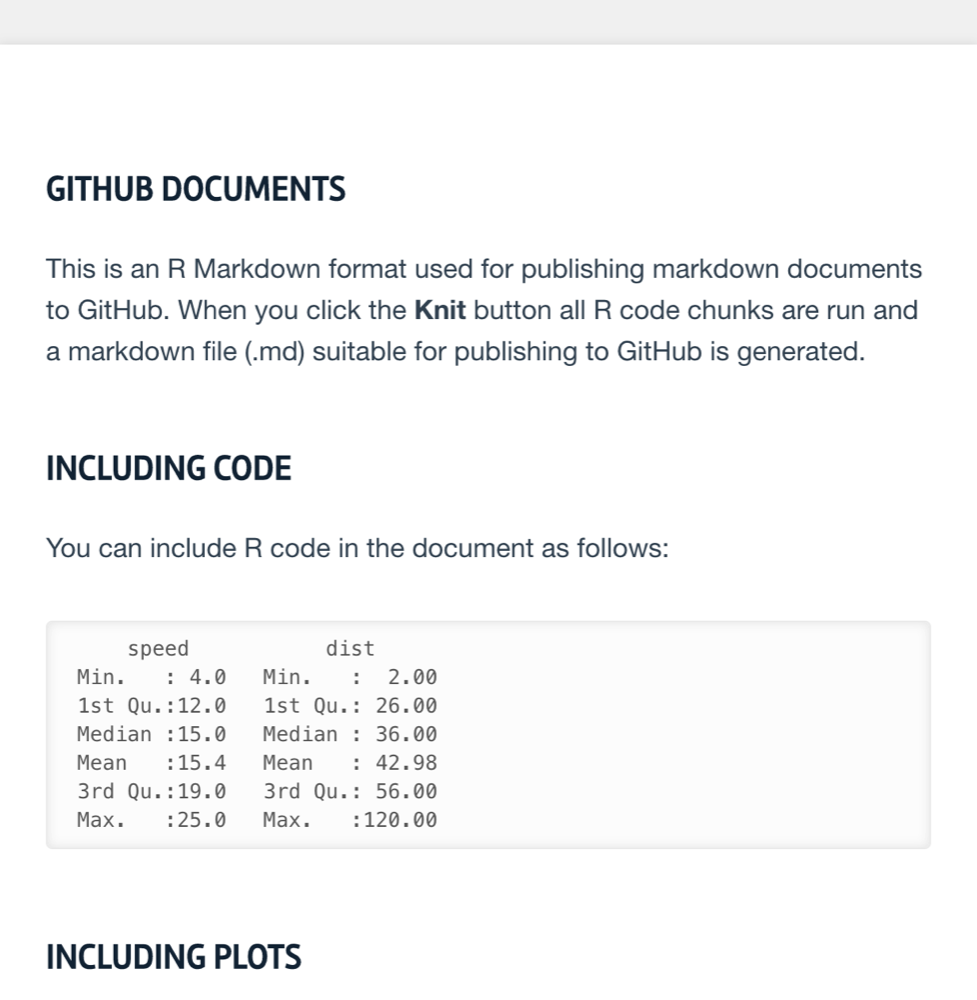 GITHUB DOCUMENTS
This is an R Markdown format used for publishing markdown documents
to GitHub. When you click the Knit button all R code chunks are run and
a markdown file (.md) suitable for publishing to GitHub is generated.
INCLUDING CODE
You can include R code in the document as follows:
    speed           dist
Min.   : 4.0   Min.   :  2.00
1st Qu.:12.0   1st Qu.: 26.00
Median :15.0   Median : 36.00
Mean   :15.4   Mean   : 42.98
3rd Qu.:19.0   3rd Qu.: 56.00
Max.   :25.0   Max.   :120.00
INCLUDING PLOTS